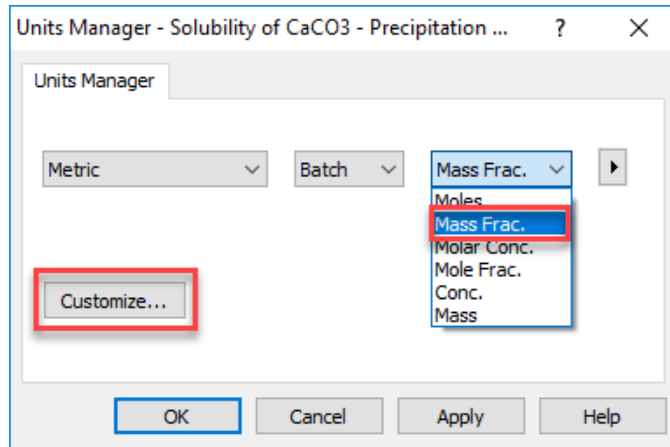 Units Manager - Solubility of CaCO3 - Precipitation ...
Units Manager
Metric
Batch
Mass Frac.
Moles
Mass Frac.
Molar Conc.
Mole Frac.
Conc.
Mass
Customize...
OK
Cancel
Apply
Help